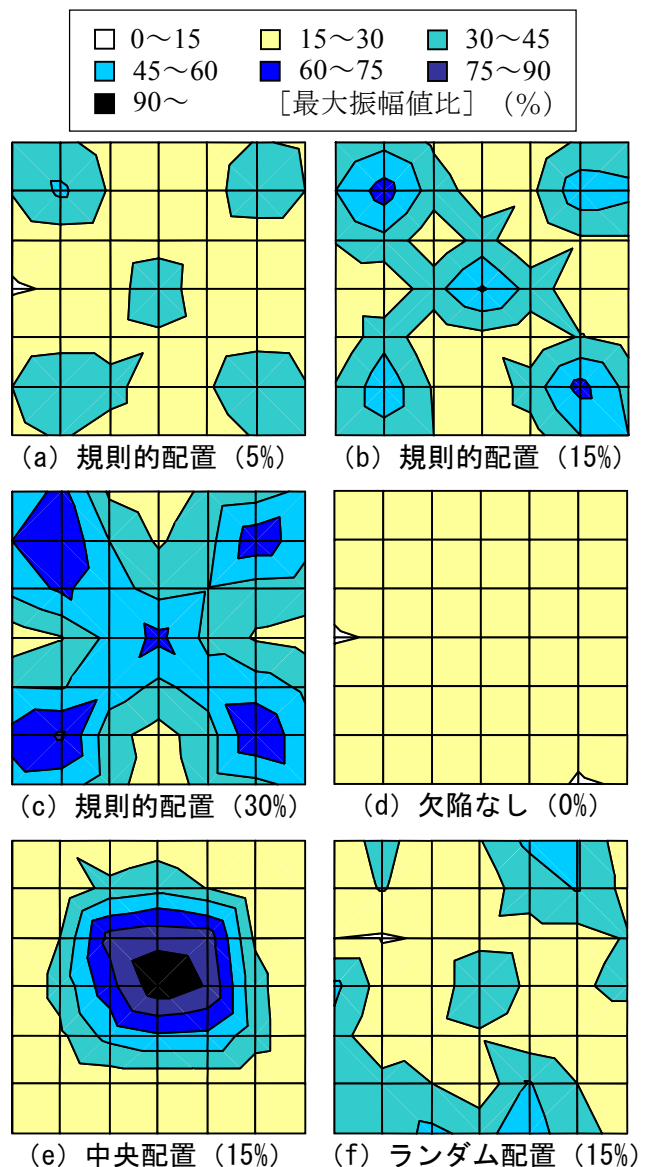 0～15 15～30 30～45
45～60 60～75 75～90
90～ ［最大振幅値比］（％）
(a) 規則的配置 (5%) (b) 規則的配置 (15%)
(c) 規則的配置 (30%) (d) 欠陥なし (0%)
(e) 中央配置 (15%) (f) ランダム配置 (15%)